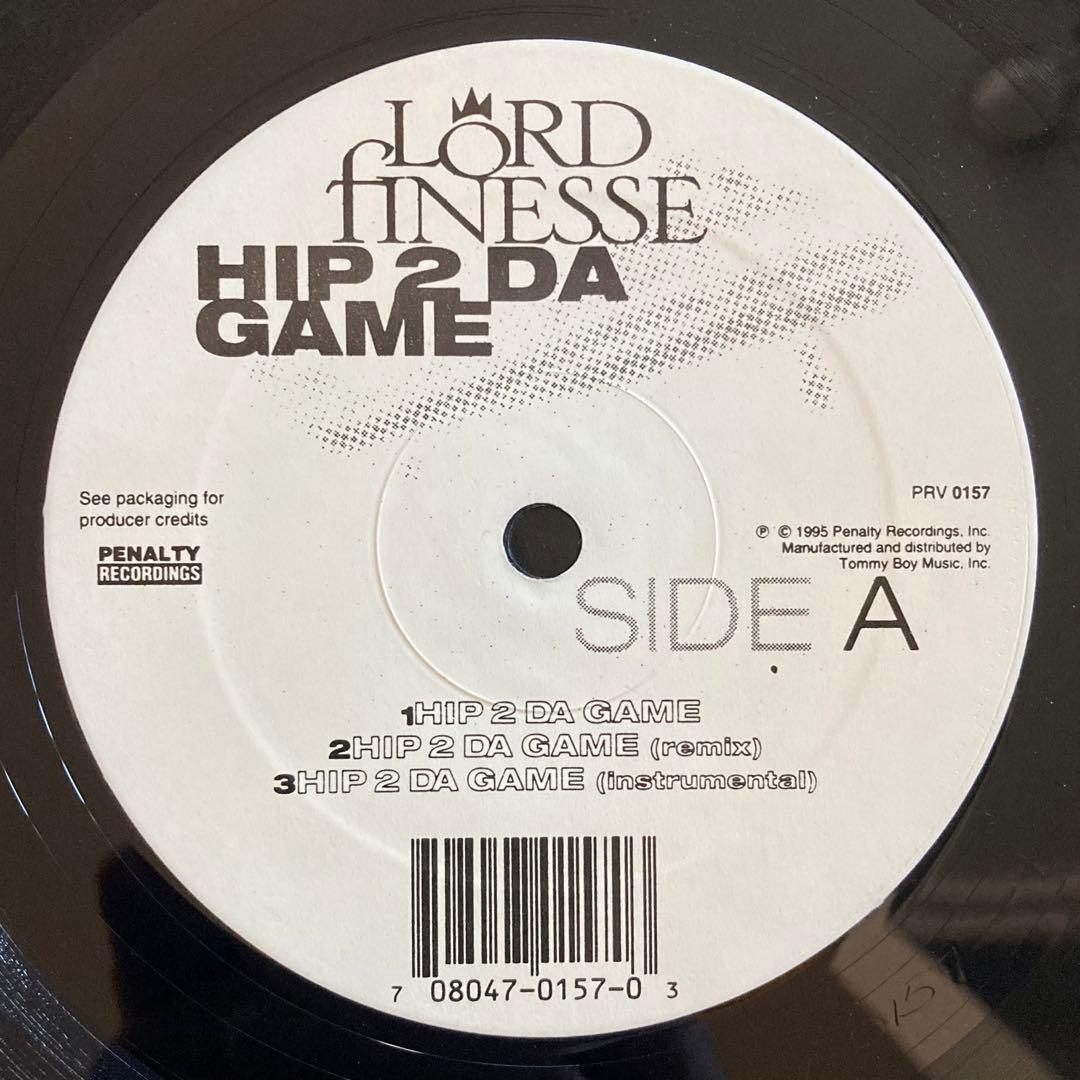 LORD
fINESSE
HIP 2 DA
GAME
See packaging for
producer credits
PENALTY
RECORDINGS
PRV 0157
℗ © 1995 Penalty Recordings, Inc.
Manufactured and distributed by
Tommy Boy Music, Inc.
SIDE A
1HIP 2 DA GAME
2HIP 2 DA GAME (remix)
3HIP 2 DA GAME (instrumental)
7 08047-0157-0 3